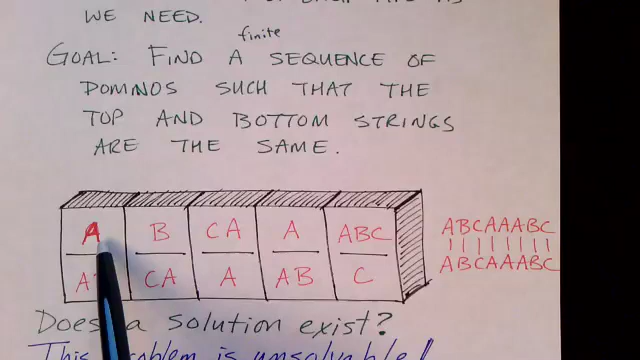 WE NEED.
finite
GOAL: FIND A SEQUENCE OF
DOMINOS SUCH THAT THE
TOP AND BOTTOM STRINGS
ARE THE SAME.
A B CA A ABC
CA A AB C
ABCAAABC
ABCAAABC
Does a solution exist?
This problem is unsolvable!